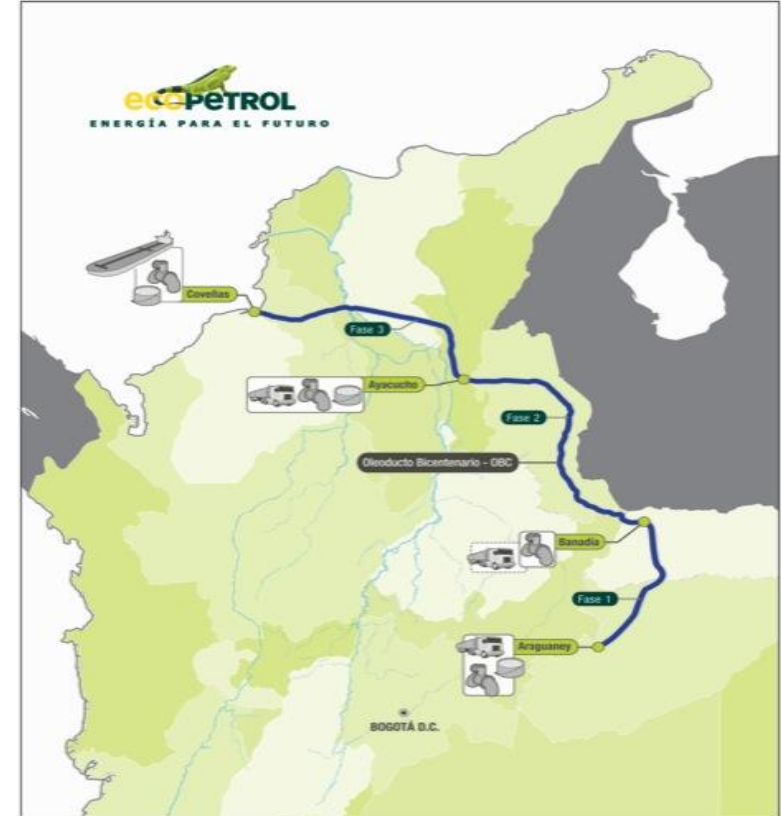 ecoPETROL
ENERGÍA PARA EL FUTURO
Coveñas
Fase 3
Ayacucho
Fase 2
Oleoducto Bicentenario - OBC
Banadía
Fase 1
Araguaney
BOGOTÁ D.C.